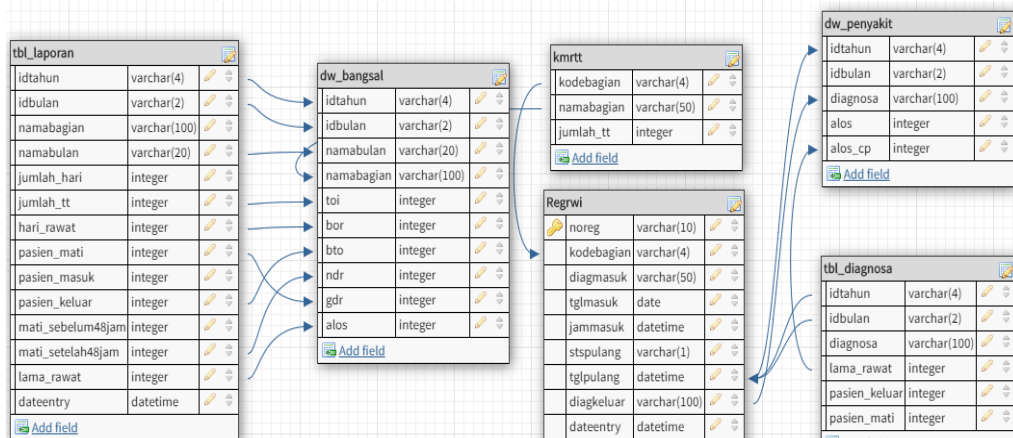 tbl_laporan
idtahun varchar(4)
idbulan varchar(2)
namabagian varchar(100)
namabulan varchar(20)
jumlah_hari integer
jumlah_tt integer
hari_rawat integer
pasien_mati integer
pasien_masuk integer
pasien_keluar integer
mati_sebelum48jam integer
mati_setelah48jam integer
lama_rawat integer
dateentry datetime
Add field
dw_bangsal
idtahun varchar(4)
idbulan varchar(2)
namabulan varchar(20)
namabagian varchar(100)
toi integer
bor integer
bto integer
ndr integer
gdr integer
alos integer
Add field
kmrtt
kodebagian varchar(4)
namabagian varchar(50)
jumlah_tt integer
Add field
Regrwi
noreg varchar(10)
kodebagian varchar(4)
diagmasuk varchar(50)
tglmasuk date
jammasuk datetime
stspulang varchar(1)
tglpulang datetime
diagkeluar varchar(100)
dateentry datetime
dw_penyakit
idtahun varchar(4)
idbulan varchar(2)
diagnosa varchar(100)
alos integer
alos_cp integer
Add field
tbl_diagnosa
idtahun varchar(4)
idbulan varchar(2)
diagnosa varchar(100)
lama_rawat integer
pasien_keluar integer
pasien_mati integer